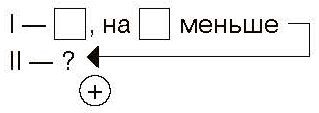 I — □, на □ меньше
II — ?
+